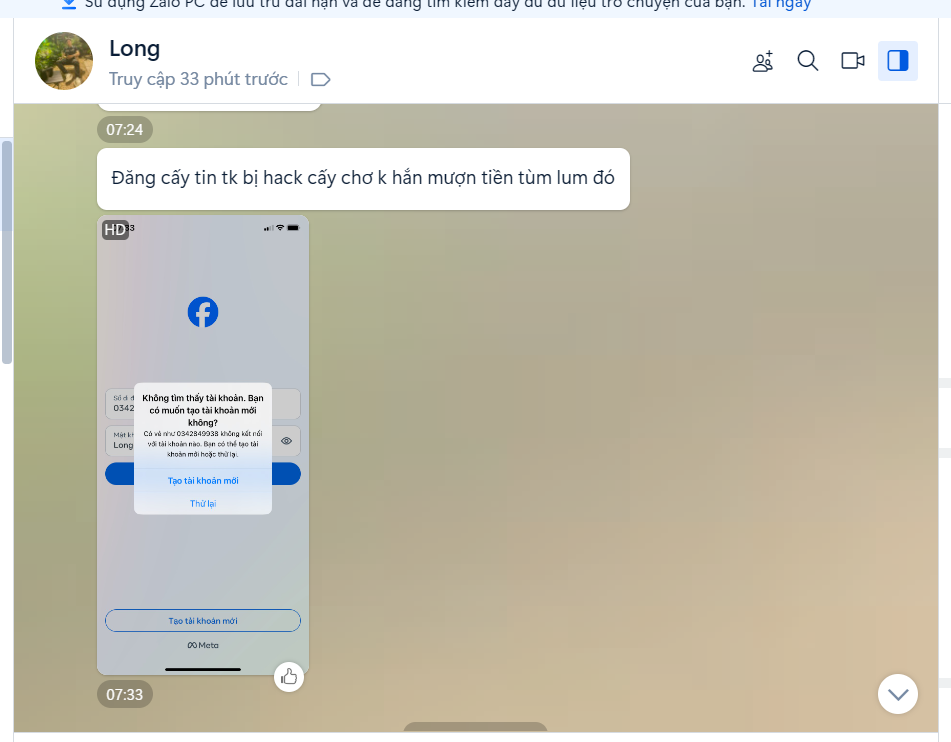 Sử dụng Zalo PC để lưu trữ dài hạn và dễ dàng tìm kiếm đầy đủ dữ liệu trò chuyện của bạn. Tải ngay
Long
Truy cập 33 phút trước
07:24
Đăng cấy tin tk bị hack cấy chơ k hắn mượn tiền tùm lum đó
HD
33
Số di đ
0342
Mật kh
Long
Không tìm thấy tài khoản. Bạn
có muốn tạo tài khoản mới
không?
Có vẻ như 0342849938 không kết nối
với tài khoản nào. Bạn có thể tạo tài
khoản mới hoặc thử lại.
Tạo tài khoản mới
Thử lại
Tạo tài khoản mới
Meta
07:33